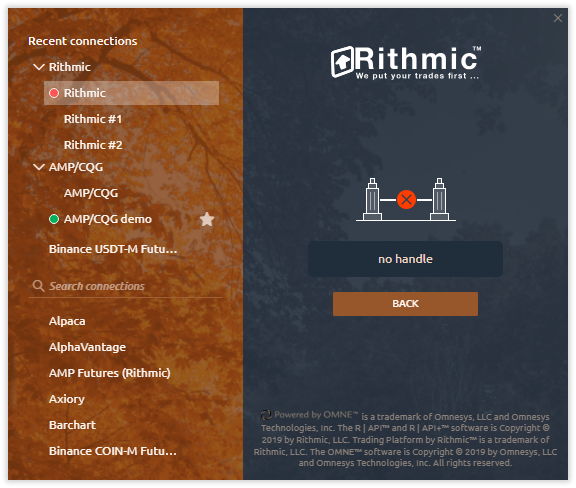 Recent connections
Rithmic
Rithmic
Rithmic #1
Rithmic #2
AMP/CQG
AMP/CQG
AMP/CQG demo
Binance USDT-M Futu…
Search connections
Alpaca
AlphaVantage
AMP Futures (Rithmic)
Axiory
Barchart
Binance COIN-M Futu…
Rithmic™
We put your trades first ...
no handle
BACK
Powered by OMNE™ is a trademark of Omnesys, LLC and Omnesys
Technologies, Inc. The R | API™ and R | API+™ software is Copyright ©
2019 by Rithmic, LLC. Trading Platform by Rithmic™ is a trademark of
Rithmic, LLC. The OMNE™ software is Copyright © 2019 by Omnesys, LLC
and Omnesys Technologies, Inc. All rights reserved.